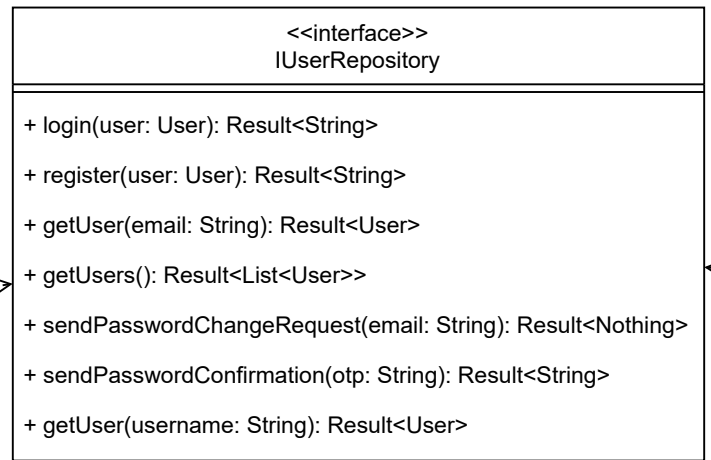 <<interface>>
IUserRepository
+ login(user: User): Result<String>
+ register(user: User): Result<String>
+ getUser(email: String): Result<User>
+ getUsers(): Result<List<User>>
+ sendPasswordChangeRequest(email: String): Result<Nothing>
+ sendPasswordConfirmation(otp: String): Result<String>
+ getUser(username: String): Result<User>